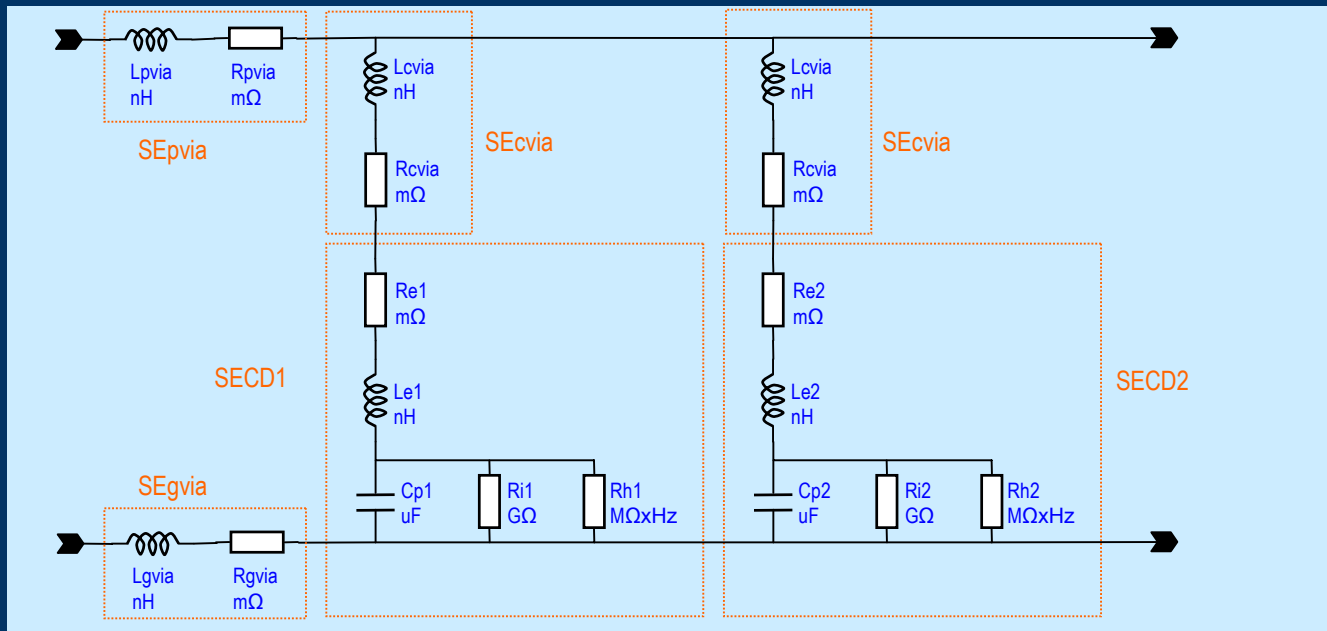 Lpvia
nH
Rpvia
mΩ
SEpvia
Lcvia
nH
Rcvia
mΩ
SEcvia
Lcvia
nH
Rcvia
mΩ
SEcvia
Re1
mΩ
SECD1
Le1
nH
Cp1
uF
Ri1
GΩ
Rh1
MΩxHz
Re2
mΩ
Le2
nH
SECD2
Cp2
uF
Ri2
GΩ
Rh2
MΩxHz
SEgvia
Lgvia
nH
Rgvia
mΩ